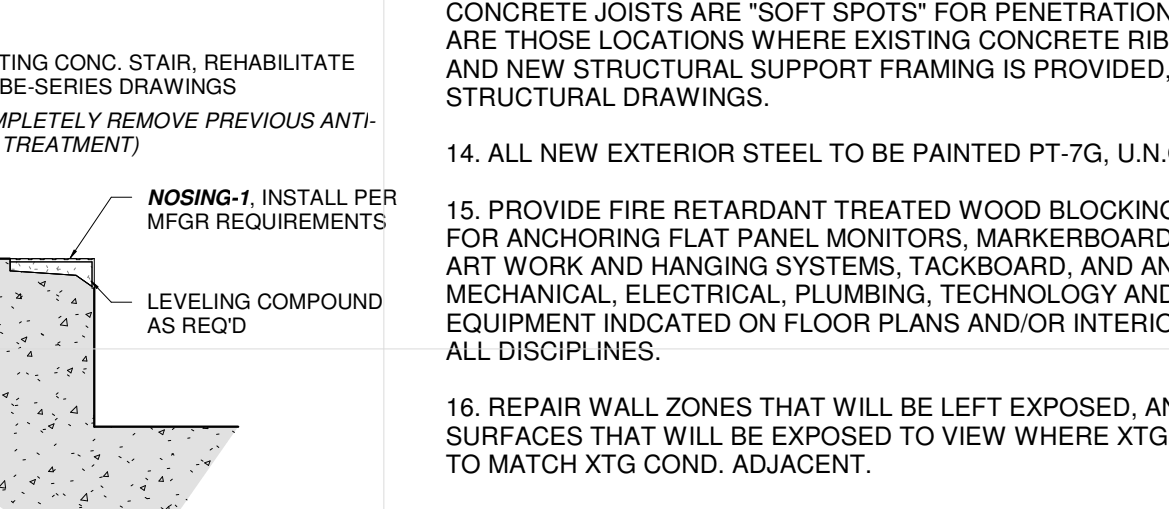 TING CONC. STAIR, REHABILITATE
BE-SERIES DRAWINGS
MPLETELY REMOVE PREVIOUS ANTI-
TREATMENT)
NOSING-1, INSTALL PER
MFGR REQUIREMENTS
LEVELING COMPOUND
AS REQ'D
CONCRETE JOISTS ARE "SOFT SPOTS" FOR PENETRATION
ARE THOSE LOCATIONS WHERE EXISTING CONCRETE RIB
AND NEW STRUCTURAL SUPPORT FRAMING IS PROVIDED,
STRUCTURAL DRAWINGS.
14. ALL NEW EXTERIOR STEEL TO BE PAINTED PT-7G, U.N.
15. PROVIDE FIRE RETARDANT TREATED WOOD BLOCKING
FOR ANCHORING FLAT PANEL MONITORS, MARKERBOARD
ART WORK AND HANGING SYSTEMS, TACKBOARD, AND AN
MECHANICAL, ELECTRICAL, PLUMBING, TECHNOLOGY AND
EQUIPMENT INDCATED ON FLOOR PLANS AND/OR INTERIO
ALL DISCIPLINES.
16. REPAIR WALL ZONES THAT WILL BE LEFT EXPOSED, AN
SURFACES THAT WILL BE EXPOSED TO VIEW WHERE XTG
TO MATCH XTG COND. ADJACENT.